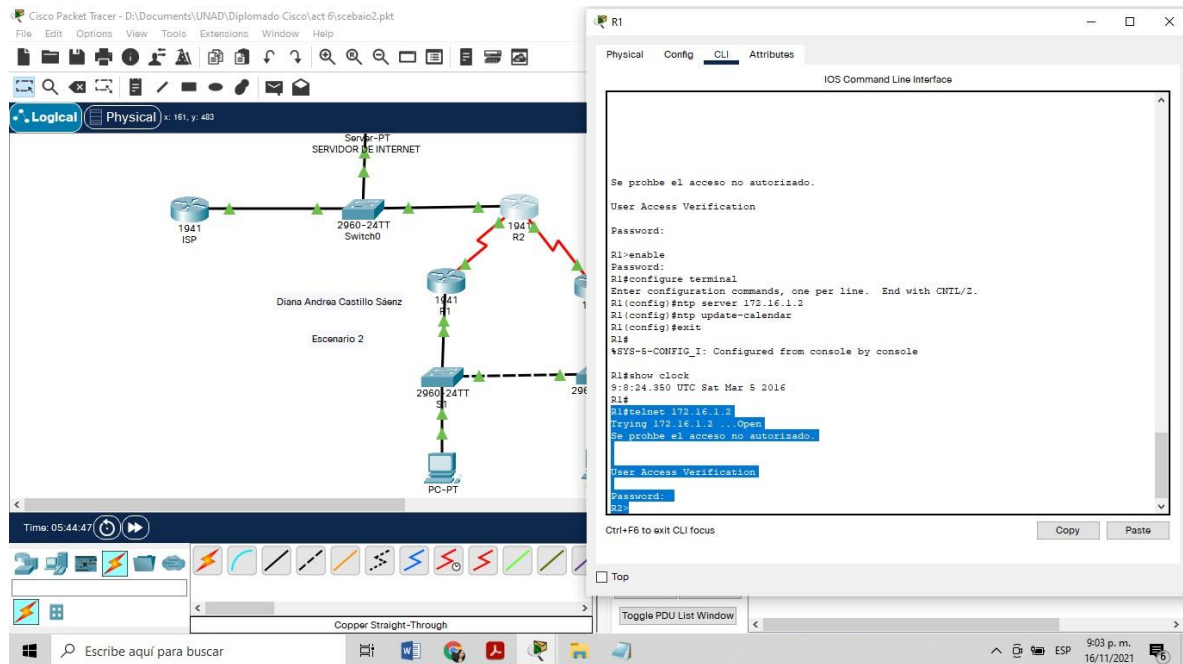 Cisco Packet Tracer - D:\Documents\UNAD\Diplomado Cisco\act 6\scebaio2.pkt
File Edit Options View Tools Extensions Window Help
Logical Physical x: 161, y: 483
Server-PT
SERVIDOR DE INTERNET
1941
ISP
2960-24TT
Switch0
1941
R2
Diana Andrea Castillo Sáenz
1941
R1
1
Escenario 2
2960-24TT
S1
296
PC-PT
Time: 05:44:47
Copper Straight-Through
R1
Physical Config CLI Attributes
IOS Command Line Interface
Se prohbe el acceso no autorizado.
User Access Verification
Password:
R1>enable
Password:
R1#configure terminal
Enter configuration commands, one per line. End with CNTL/Z.
R1(config)#ntp server 172.16.1.2
R1(config)#ntp update-calendar
R1(config)#exit
R1#
%SYS-5-CONFIG_I: Configured from console by console
R1#show clock
9:8:24.350 UTC Sat Mar 5 2016
R1#
R1#telnet 172.16.1.2
Trying 172.16.1.2 ...Open
Se prohbe el acceso no autorizado.
User Access Verification
Password:
R2>
Ctrl+F6 to exit CLI focus
Copy Paste
Top
Toggle PDU List Window
Escribe aquí para buscar
ESP
9:03 p. m.
16/11/2021
6